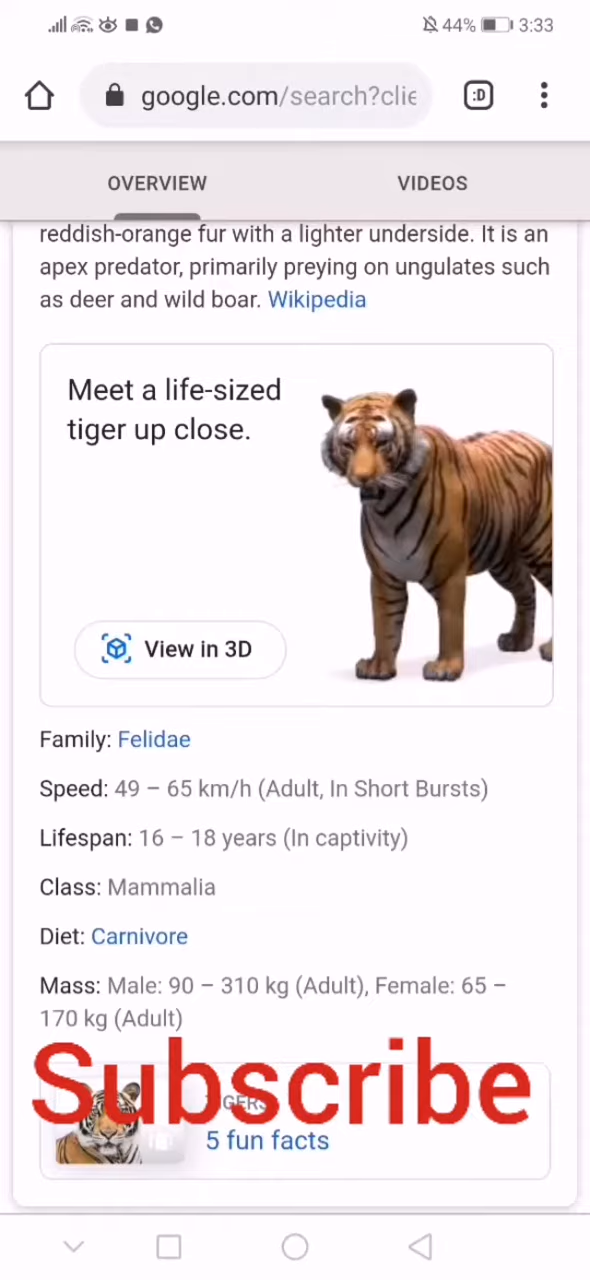 44% 3:33
google.com/search?clie
:D
OVERVIEW VIDEOS
reddish-orange fur with a lighter underside. It is an
apex predator, primarily preying on ungulates such
as deer and wild boar. Wikipedia
Meet a life-sized
tiger up close.
View in 3D
Family: Felidae
Speed: 49 – 65 km/h (Adult, In Short Bursts)
Lifespan: 16 – 18 years (In captivity)
Class: Mammalia
Diet: Carnivore
Mass: Male: 90 – 310 kg (Adult), Female: 65 –
170 kg (Adult)
Subscribe
TIGERS
5 fun facts